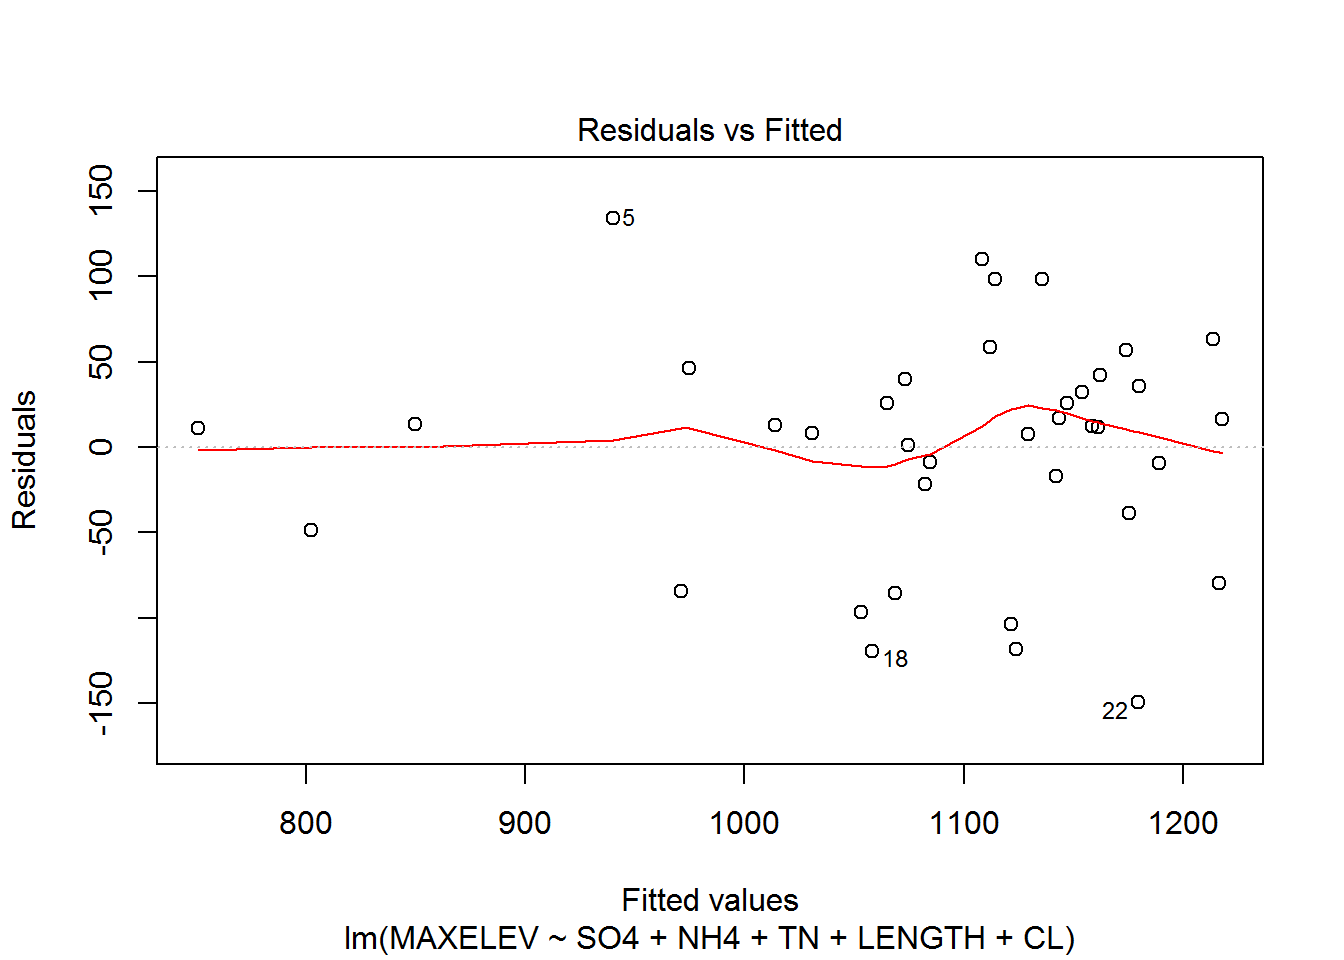 Residuals vs Fitted
Residuals
150
100
50
0
-50
-150
5
18
22
800 900 1000 1100 1200
Fitted values
lm(MAXELEV ~ SO4 + NH4 + TN + LENGTH + CL)